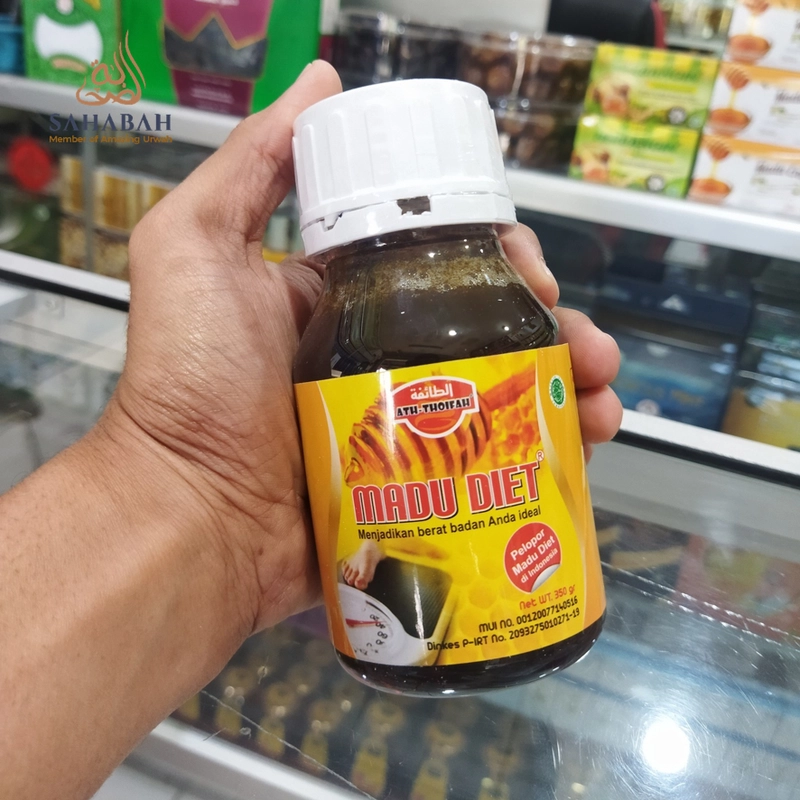 SAHABAH
الطائفة
ATH-THOIFAH
MADU DIET®
Menjadikan berat badan Anda ideal
Pelopor
Madu Diet
di Indonesia
Net WT. 350 gr
MUI no. 00120077140516
Dinkes P-IRT No. 2093275010271-19